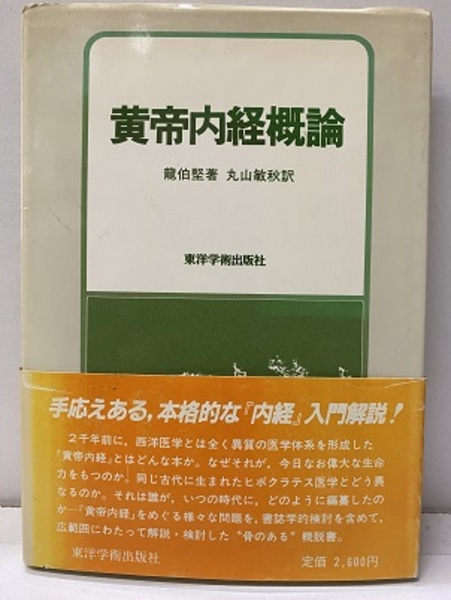 黄帝内経概論
龍伯堅著 丸山敏秋訳
東洋学術出版社
手応えある,本格的な『内経』入門解説！
2千年前に，西洋医学とは全く異質の医学体系を形成した
『黄帝内経』とはどんな本か。なぜそれが，今日なお偉大な生命
力をもつのか。同じ古代に生まれたヒポクラテス医学とどう異
なるのか。それは誰が，いつの時代に，どのように編纂したの
か─『黄帝内経』をめぐる様々な問題を，書誌学的検討を含めて，
広範囲にわたって解説・検討した“骨のある”概説書。
東洋学術出版社
定価 2,600円